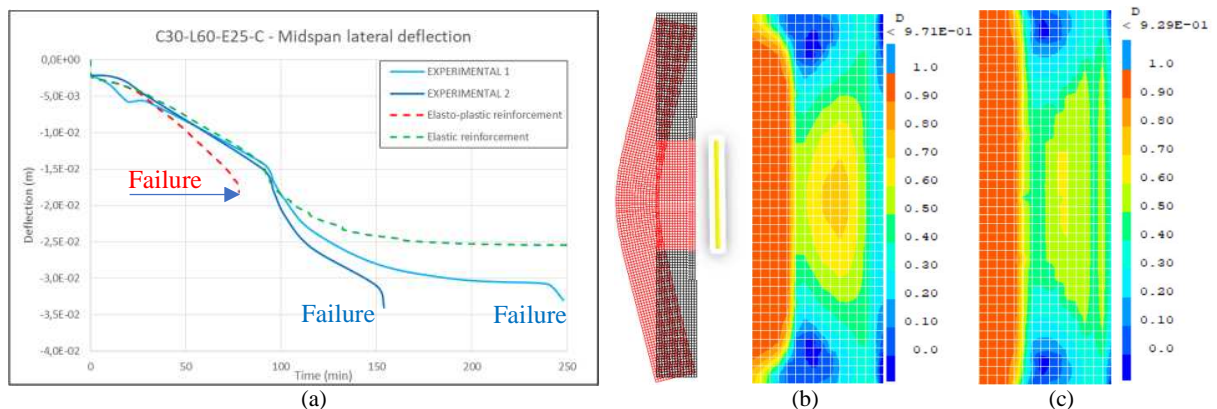 C30-L60-E25-C - Midspan lateral deflection
0,0E+00
-5,0E-03
-1,0E-02
-1,5E-02
-2,0E-02
-2,5E-02
-3,0E-02
-3,5E-02
-4,0E-02
Deflection (m)
EXPERIMENTAL 1
EXPERIMENTAL 2
Elasto-plastic reinforcement
Elastic reinforcement
Failure
Failure
Failure
0
50
100
150
200
250
Time (min)
(a)
D
< 9.71E-01
1.0
0.90
0.80
0.70
0.60
0.50
0.40
0.30
0.20
0.10
0.0
(b)
D
< 9.29E-01
1.0
0.90
0.80
0.70
0.60
0.50
0.40
0.30
0.20
0.10
0.0
(c)